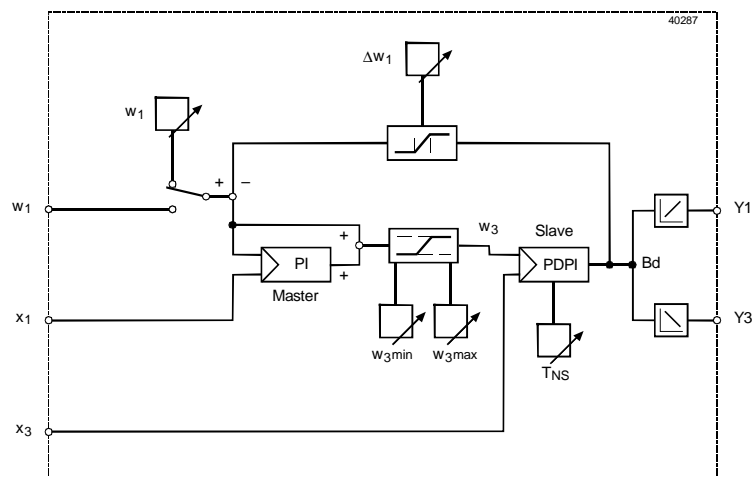 40287
Δw1
w1
+ −
w1
Y1
w3
Slave
+
PI
PDPI
Bd
+
Master
x1
Y3
w3min
w3max
TNS
x3